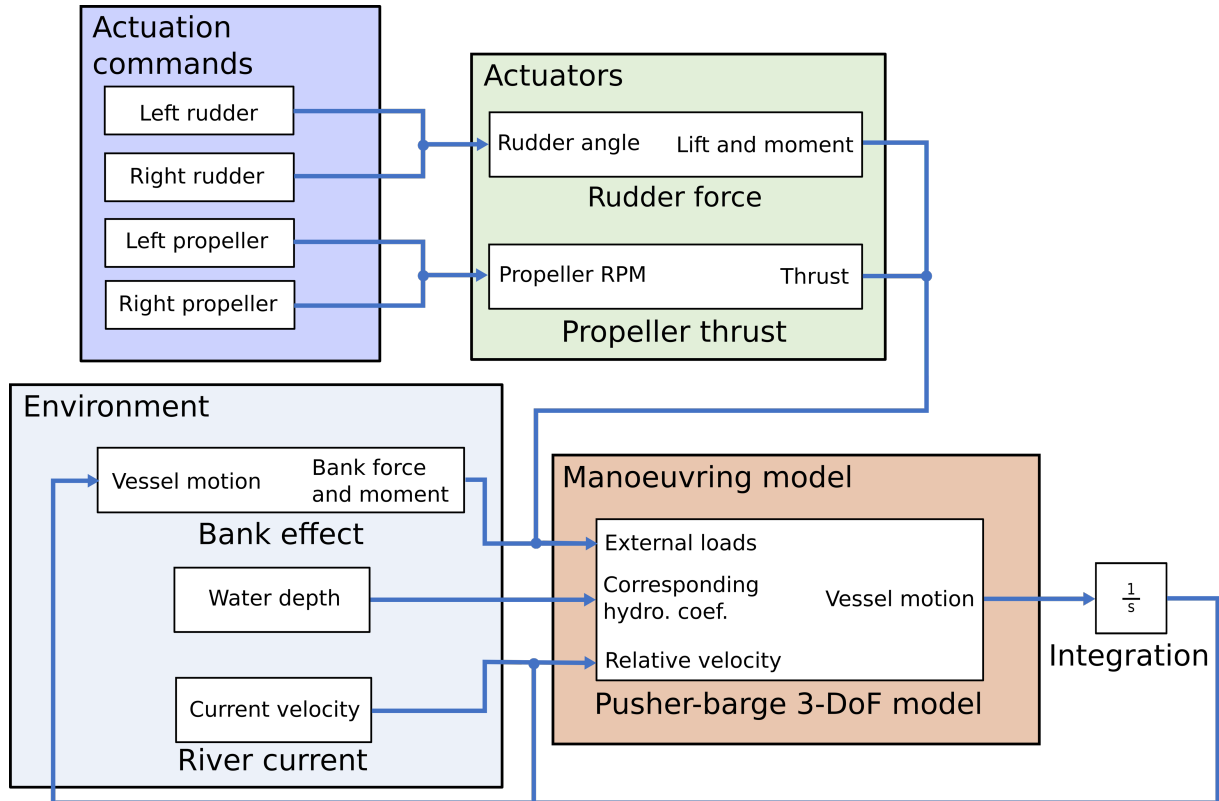 Actuation
commands
Left rudder
Right rudder
Left propeller
Right propeller
Actuators
Rudder angle
Lift and moment
Rudder force
Propeller RPM
Thrust
Propeller thrust
Environment
Vessel motion
Bank force
and moment
Bank effect
Water depth
Current velocity
River current
Manoeuvring model
External loads
Corresponding
hydro. coef.
Relative velocity
Vessel motion
Pusher-barge 3-DoF model
1
s
Integration